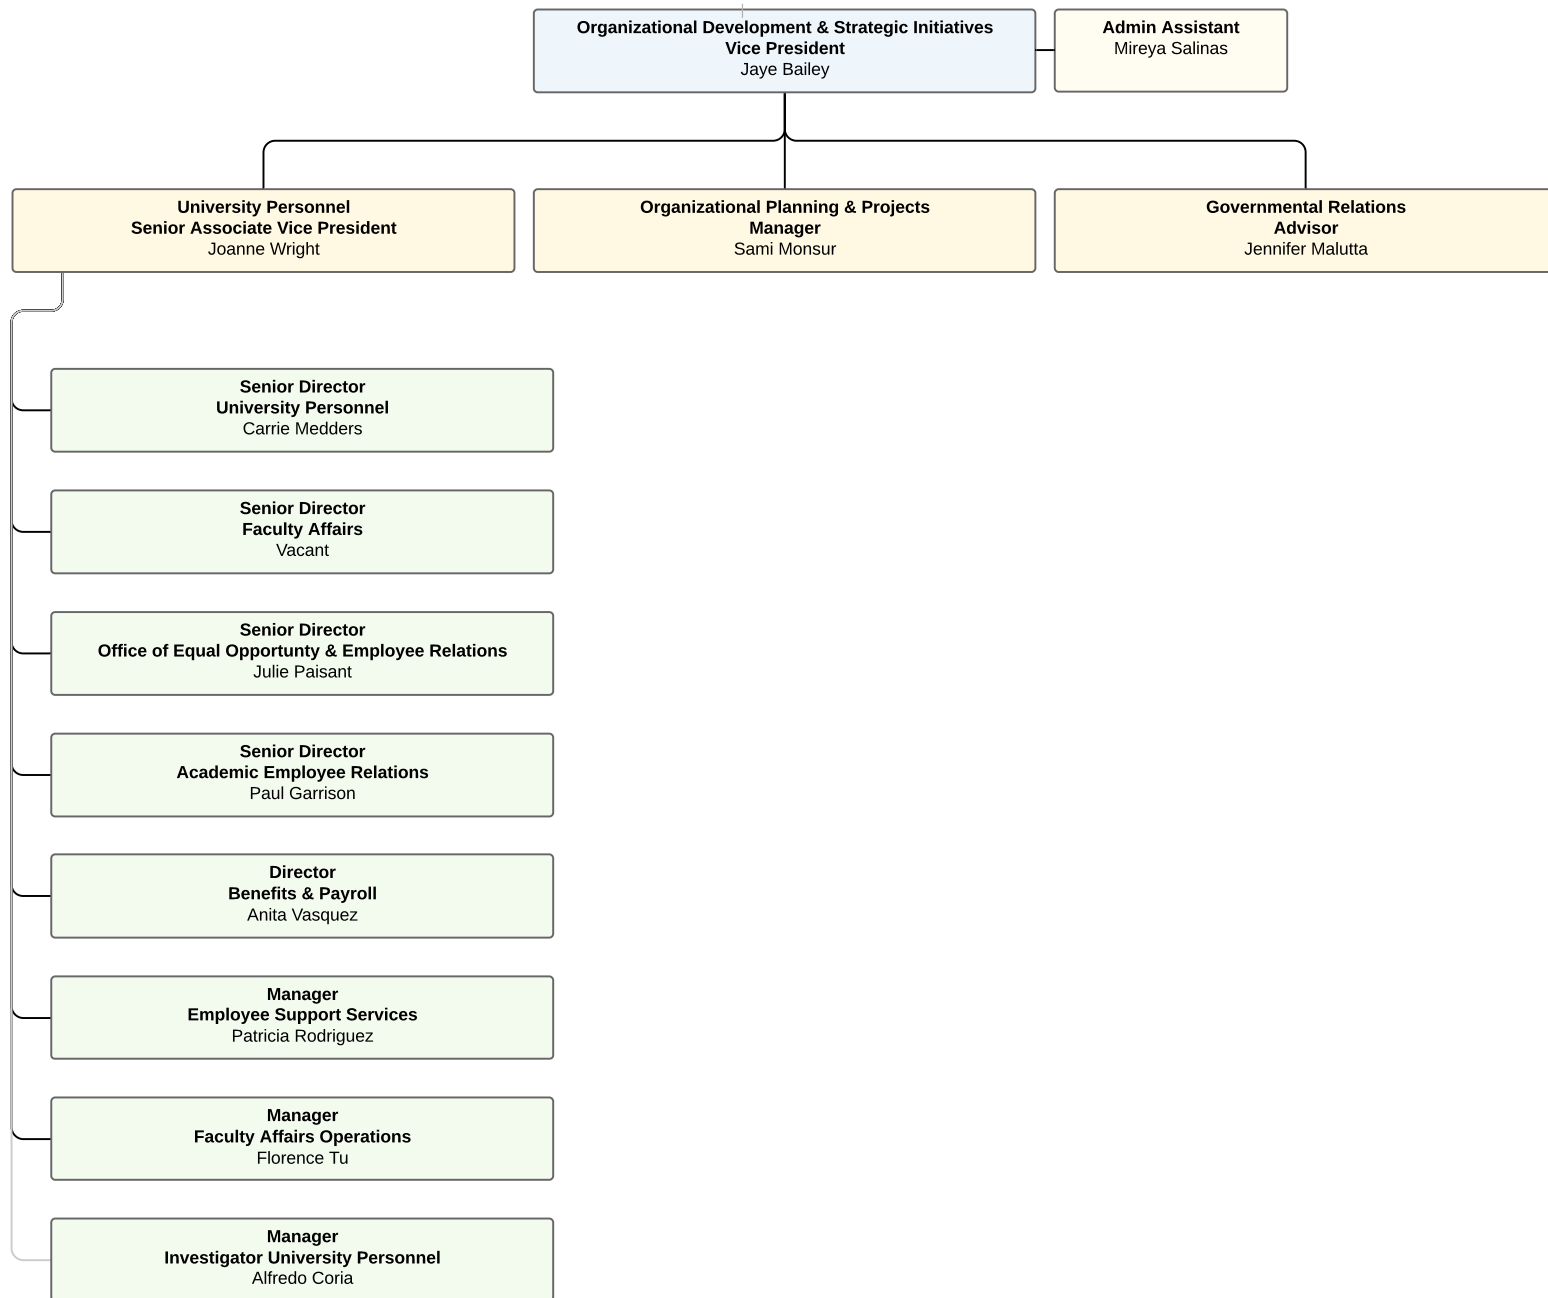 Organizational Development & Strategic Initiatives
Vice President
Jaye Bailey
Admin Assistant
Mireya Salinas
University Personnel
Senior Associate Vice President
Joanne Wright
Organizational Planning & Projects
Manager
Sami Monsur
Governmental Relations
Advisor
Jennifer Malutta
Senior Director
University Personnel
Carrie Medders
Senior Director
Faculty Affairs
Vacant
Senior Director
Office of Equal Opportunty & Employee Relations
Julie Paisant
Senior Director
Academic Employee Relations
Paul Garrison
Director
Benefits & Payroll
Anita Vasquez
Manager
Employee Support Services
Patricia Rodriguez
Manager
Faculty Affairs Operations
Florence Tu
Manager
Investigator University Personnel
Alfredo Coria